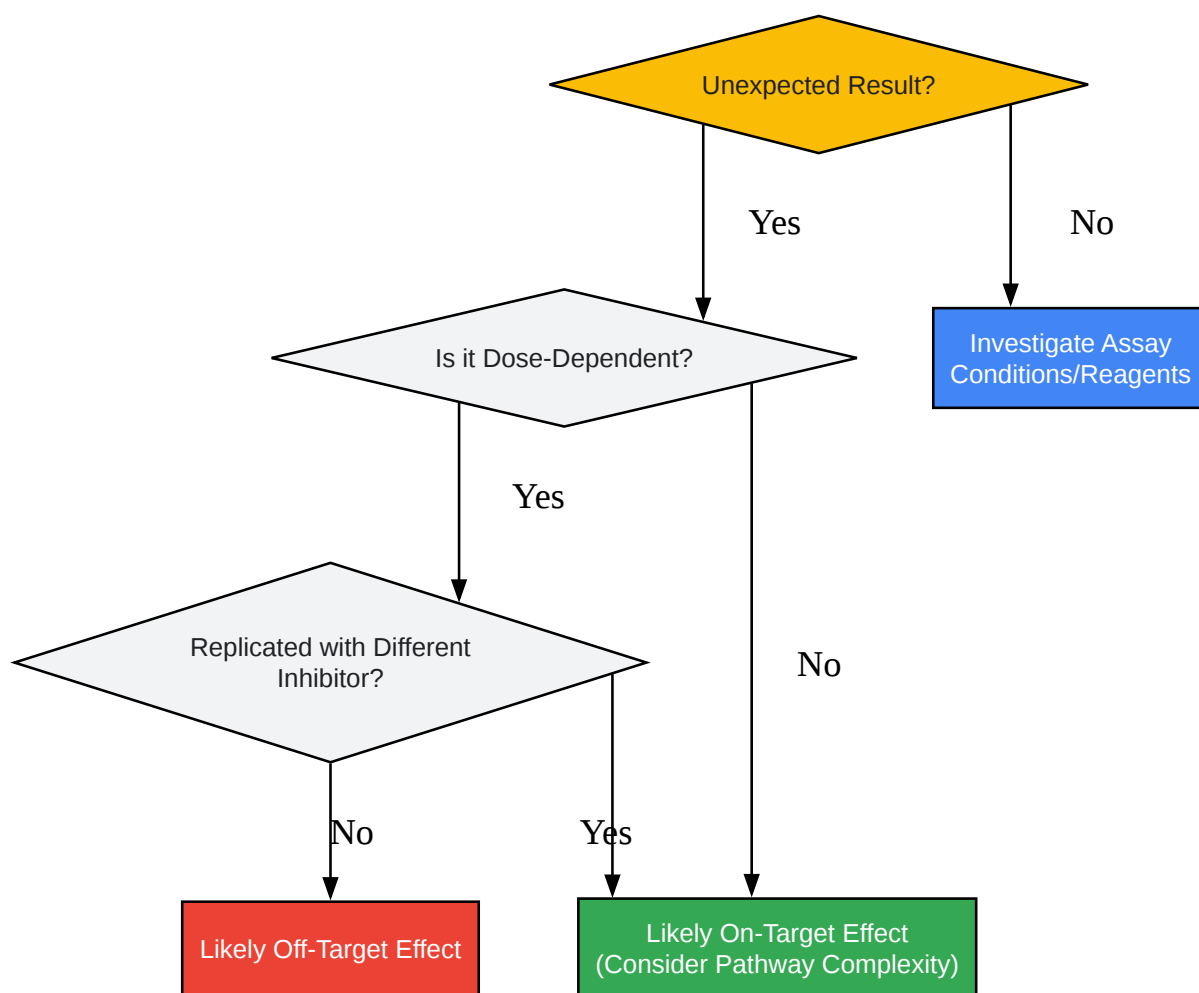 Unexpected Result?
Yes
No
Investigate Assay
Conditions/Reagents
Is it Dose-Dependent?
Yes
No
Replicated with Different
Inhibitor?
No
Yes
Likely Off-Target Effect
Likely On-Target Effect
(Consider Pathway Complexity)